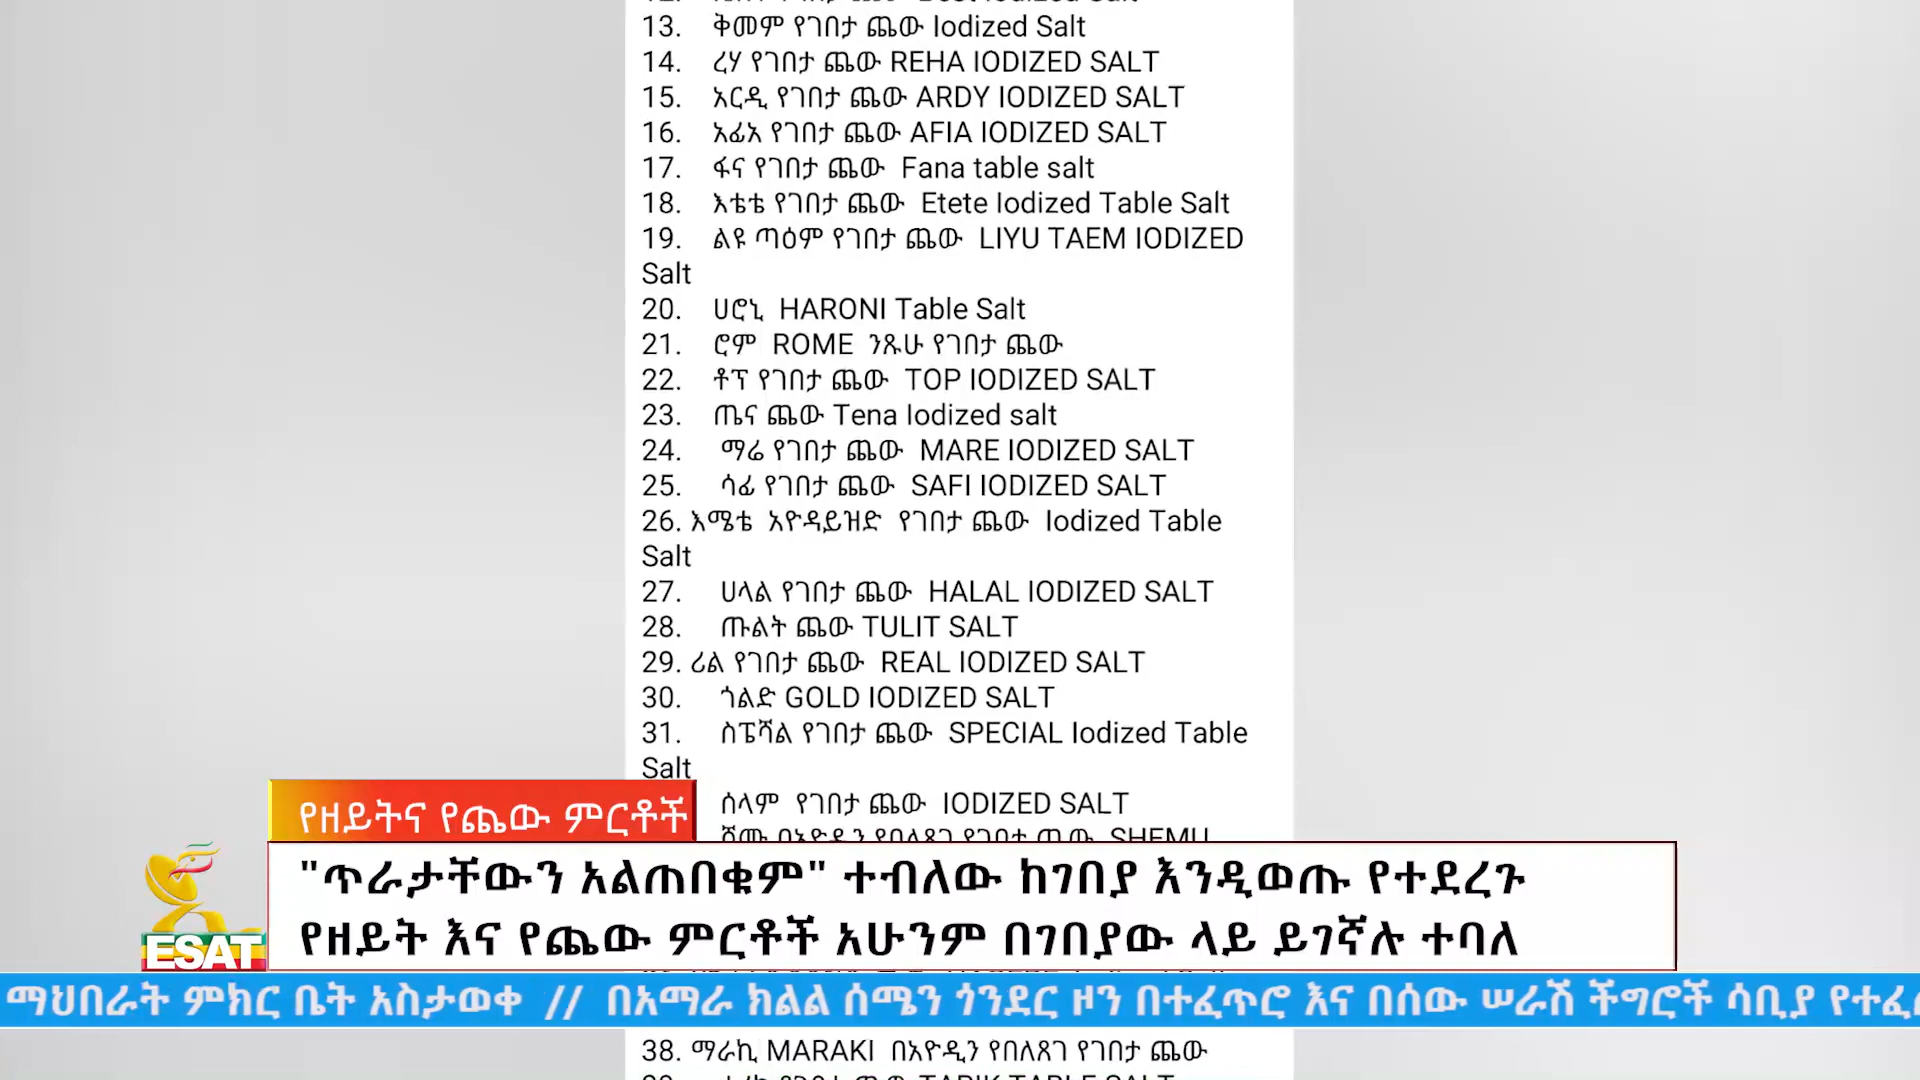 13. ቅመም የገበታ ጨው Iodized Salt
14. ረሃ የገበታ ጨው REHA IODIZED SALT
15. አርዲ የገበታ ጨው ARDY IODIZED SALT
16. አፊአ የገበታ ጨው AFIA IODIZED SALT
17. ፋና የገበታ ጨው Fana table salt
18. እቴቴ የገበታ ጨው Etete Iodized Table Salt
19. ልዩ ጣዕም የገበታ ጨው LIYU TAEM IODIZED
Salt
20. ሀሮኒ HARONI Table Salt
21. ሮም ROME ንጹሁ የገበታ ጨው
22. ቶፕ የገበታ ጨው TOP IODIZED SALT
23. ጤና ጨው Tena Iodized salt
24. ማሬ የገበታ ጨው MARE IODIZED SALT
25. ሳፊ የገበታ ጨው SAFI IODIZED SALT
26. እሜቴ አዮዳይዝድ የገበታ ጨው Iodized Table
Salt
27. ሀላል የገበታ ጨው HALAL IODIZED SALT
28. ጡልት ጨው TULIT SALT
29. ሪል የገበታ ጨው REAL IODIZED SALT
30. ጎልድ GOLD IODIZED SALT
31. ስፔሻል የገበታ ጨው SPECIAL Iodized Table
Salt
ሰላም የገበታ ጨው IODIZED SALT
የዘይትና የጨው ምርቶች
"ጥራታቸውን አልጠበቁም" ተብለው ከገበያ እንዲወጡ የተደረጉ
የዘይት እና የጨው ምርቶች አሁንም በገበያው ላይ ይገኛሉ ተባለ
ESAT
ማህበራት ምክር ቤት አስታወቀ // በአማራ ክልል ሰሜን ጎንደር ዞን በተፈጥሮ እና በሰው ሠራሽ ችግሮች ሳቢያ
38. ማራኪ MARAKI በአዮዲን የበለጸገ የገበታ ጨው